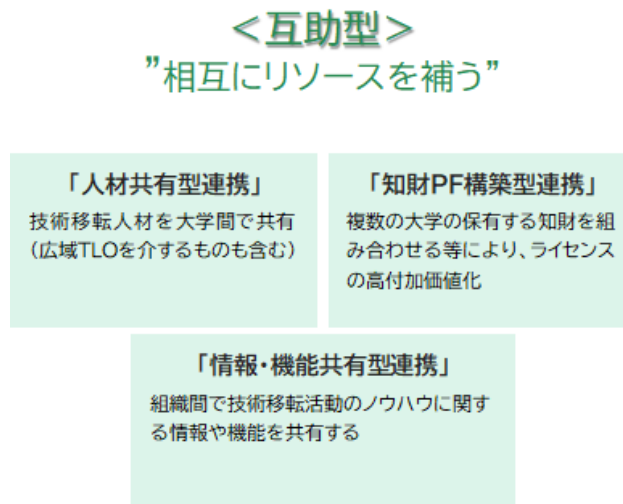 ＜互助型＞
”相互にリソースを補う”
「人材共有型連携」
技術移転人材を大学間で共有
（広域TLOを介するものも含む）
「知財PF構築型連携」
複数の大学の保有する知財を組
み合わせる等により、ライセンス
の高付加価値化
「情報・機能共有型連携」
組織間で技術移転活動のノウハウに関す
る情報や機能を共有する